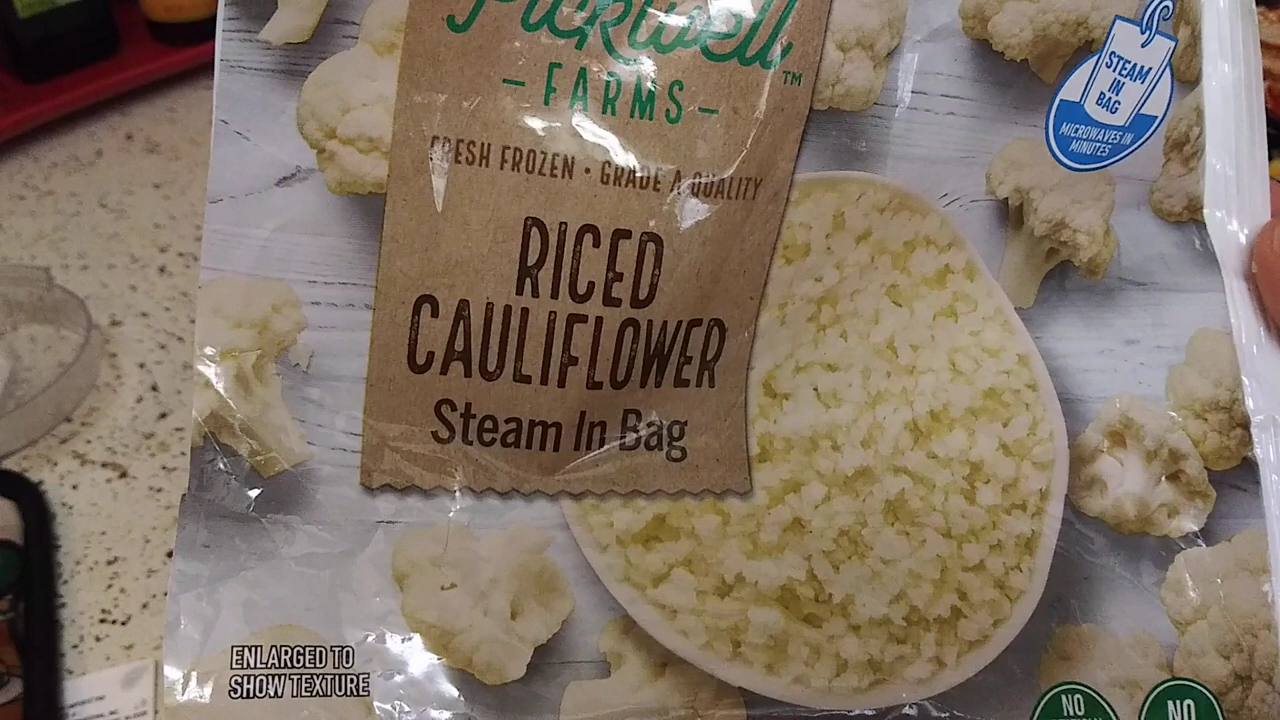 Pickwell
– FARMS – ™
FRESH FROZEN • GRADE A QUALITY
RICED
CAULIFLOWER
Steam In Bag
STEAM
IN
BAG
MICROWAVES IN
MINUTES
ENLARGED TO
SHOW TEXTURE
NO
NO